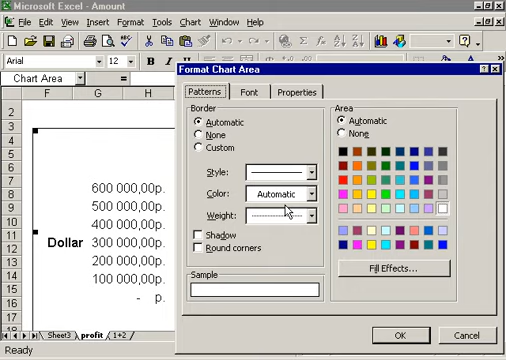 Microsoft Excel - Amount
File Edit View Insert Format Tools Chart Window Help
Arial 12 B I
Chart Area =
Format Chart Area
Patterns Font Properties
F G H
2
3
4
5
6
7
8
9
10
11
12
13
14
15
16
17
18
600 000,00р.
500 000,00р.
400 000,00р.
Dollar 300 000,00р.
200 000,00р.
100 000,00р.
- р.
Border
Automatic
None
Custom
Style:
Color: Automatic
Weight:
Shadow
Round corners
Sample
Area
Automatic
None
Fill Effects...
OK Cancel
Sheet3 profit 1+2
Ready